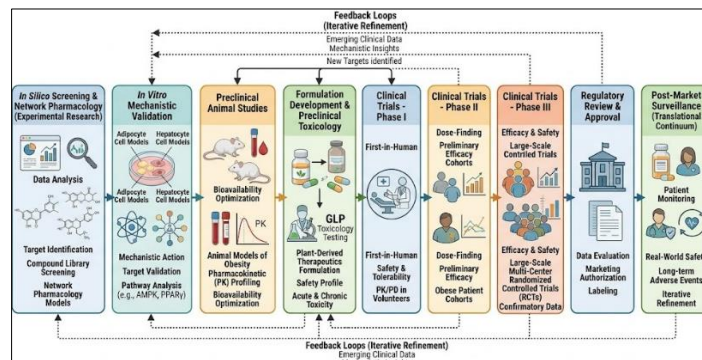 Feedback Loops
(Iterative Refinement)
Emerging Clinical Data
Mechanistic Insights
New Targets identified
In Silico Screening &
Network Pharmacology
(Experimental Research)
Data Analysis
Target Identification
Compound Library
Screening
Network
Pharmacology
Models
In Vitro
Mechanistic
Validation
Adipocyte
Cell Models
Hepatocyte
Cell Models
Adipocyte
Cell Models
Hepatocyte
Cell Models
Mechanistic Action
Target Validation
Pathway Analysis
(e.g., AMPK, PPARγ)
Preclinical
Animal Studies
Bioavailability
Optimization
PK
Animal Models of
Obesity
Pharmacokinetic
(PK) Profiling
Bioavailability
Optimization
Formulation
Development &
Preclinical
Toxicology
GLP
Toxicology
Testing
Plant-Derived
Therapeutics
Formulation
Safety Profile
Acute & Chronic
Toxicity
Clinical
Trials -
Phase I
First-in-Human
First-in-Human
Safety &
Tolerability
PK/PD in
Volunteers
Clinical Trials
- Phase II
Dose-Finding
Preliminary
Efficacy
Cohorts
Dose-Finding
Preliminary
Efficacy
Obese Patient
Cohorts
Clinical Trials
- Phase III
Efficacy & Safety
Large-Scale
Contrlled Trials
Efficacy & Safety
Large-Scale
Multi-Center
Randomized
Controlled Trials
(RCTs)
Confirmatory Data
Regulatory
Review &
Approval
Data Evaluation
Marketing
Authorization
Labeling
Post-Market
Surveillance
(Translational
Continuum)
Patient
Monitoring
Real-World Safety
Long-term
Adverse Events
Iterative
Refinement
Feedback Loops (Iterative Refinement)
Emerging Clinical Data